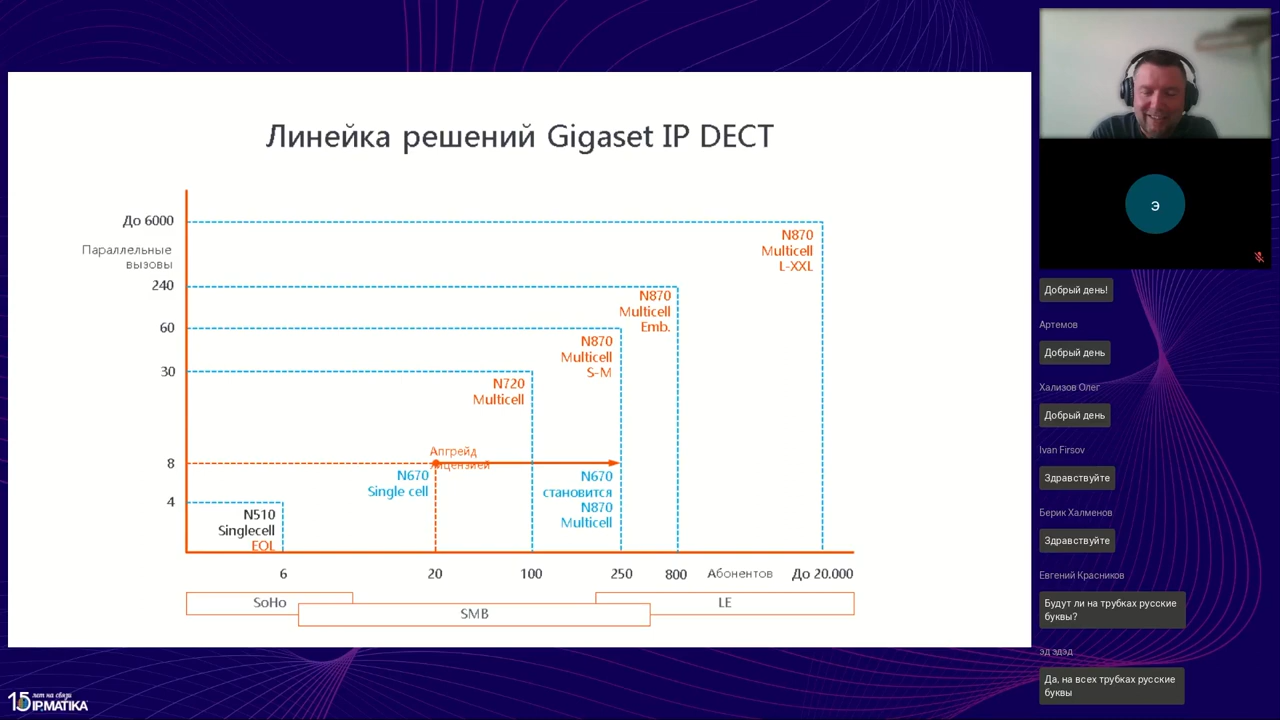 Линейка решений Gigaset IP DECT
До 6000
Параллельные
вызовы
240
60
30
8
4
N870
Multicell
L-XXL
N870
Multicell
Emb.
N870
Multicell
S-M
N720
Multicell
Апгрейд
лицензией
N670
Single cell
N670
становится
N870
Multicell
N510
Singlecell
EOL
6
20
100
250
800
Абонентов
До 20.000
SoHo
SMB
LE
15 лет на связи
IPMATIKA
э
Добрый день!
Артемов
Добрый день
Хализов Олег
Добрый день
Ivan Firsov
Здравствуйте
Берик Халменов
Здравствуйте
Евгений Красников
Будут ли на трубках русские
буквы?
эд эдэд
Да, на всех трубках русские
буквы